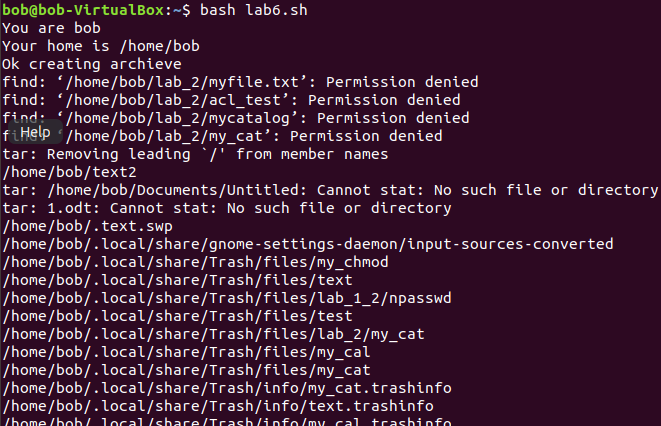 bob@bob-VirtualBox:~$ bash lab6.sh
You are bob
Your home is /home/bob
Ok creating archieve
find: ‘/home/bob/lab_2/myfile.txt’: Permission denied
find: ‘/home/bob/lab_2/acl_test’: Permission denied
find: ‘/home/bob/lab_2/mycatalog’: Permission denied
Help
‘/home/bob/lab_2/my_cat’: Permission denied
tar: Removing leading `/' from member names
/home/bob/text2
tar: /home/bob/Documents/Untitled: Cannot stat: No such file or directory
tar: 1.odt: Cannot stat: No such file or directory
/home/bob/.text.swp
/home/bob/.local/share/gnome-settings-daemon/input-sources-converted
/home/bob/.local/share/Trash/files/my_chmod
/home/bob/.local/share/Trash/files/text
/home/bob/.local/share/Trash/files/lab_1_2/npasswd
/home/bob/.local/share/Trash/files/test
/home/bob/.local/share/Trash/files/lab_2/my_cat
/home/bob/.local/share/Trash/files/my_cal
/home/bob/.local/share/Trash/files/my_cat
/home/bob/.local/share/Trash/info/my_cat.trashinfo
/home/bob/.local/share/Trash/info/text.trashinfo
/home/bob/.local/share/Trash/info/my_cal.trashinfo